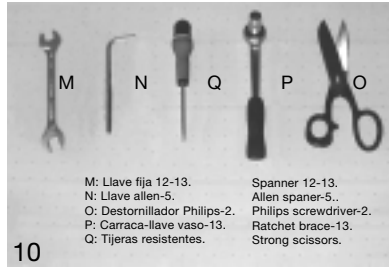 M N Q P O
M: Llave fija 12-13. Spanner 12-13.
N: Llave allen-5. Allen spaner-5..
O: Destornillador Philips-2. Philips screwdriver-2.
P: Carraca-llave vaso-13. Ratchet brace-13.
Q: Tijeras resistentes. Strong scissors.
10